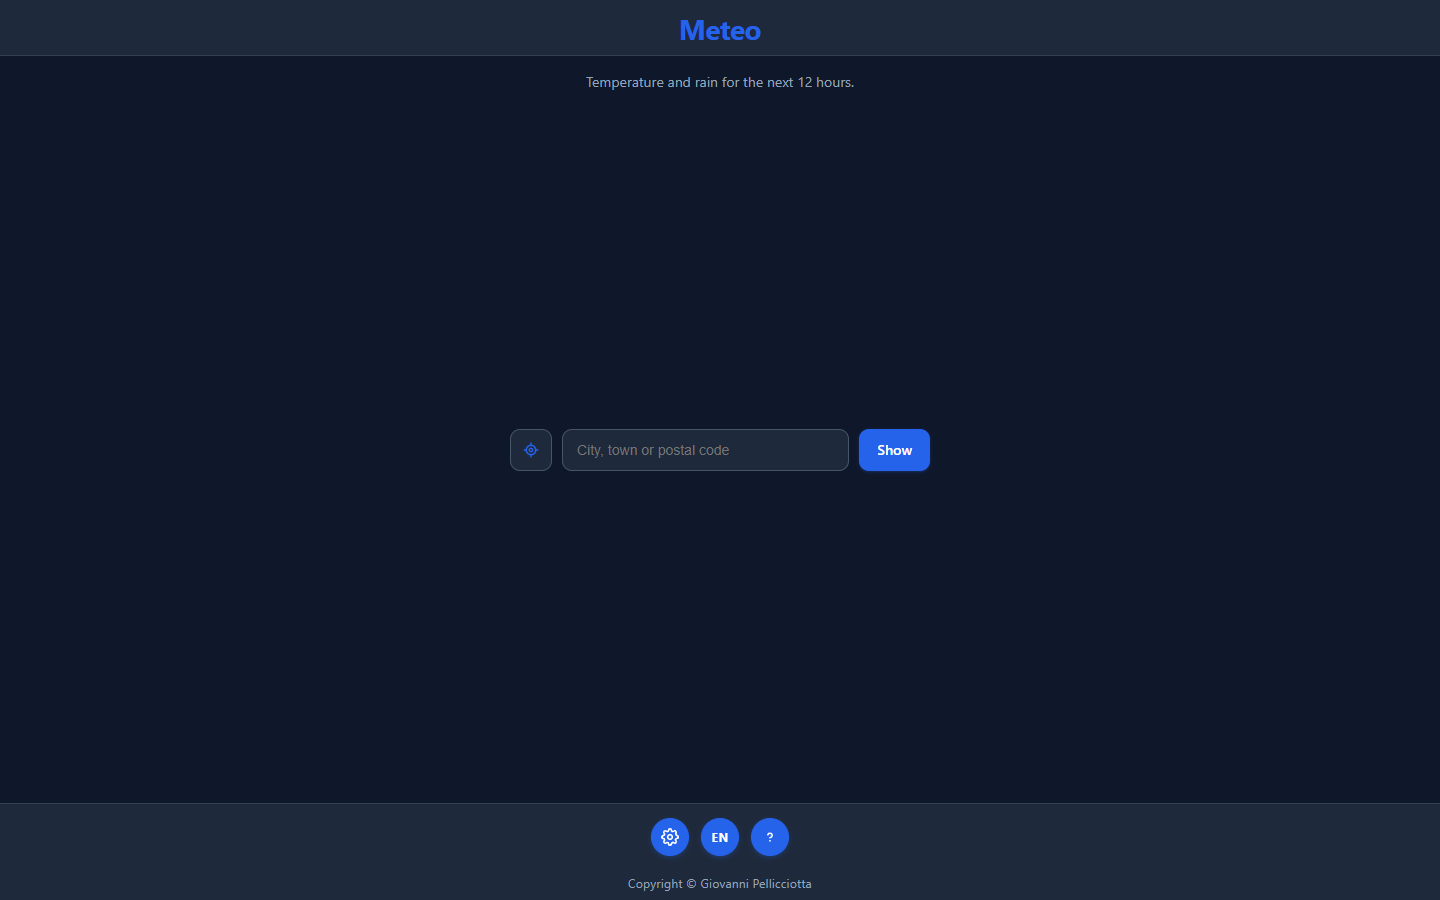 Meteo
Temperature and rain for the next 12 hours.
City, town or postal code
Show
EN
?
Copyright © Giovanni Pellicciotta